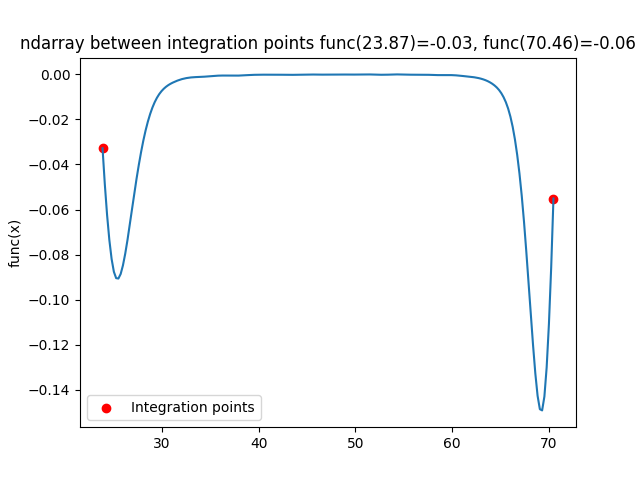 ndarray between integration points func(23.87)=-0.03, func(70.46)=-0.06
0.00
−0.02
−0.04
−0.06
−0.08
−0.10
−0.12
−0.14
func(x)
Integration points
30 40 50 60 70